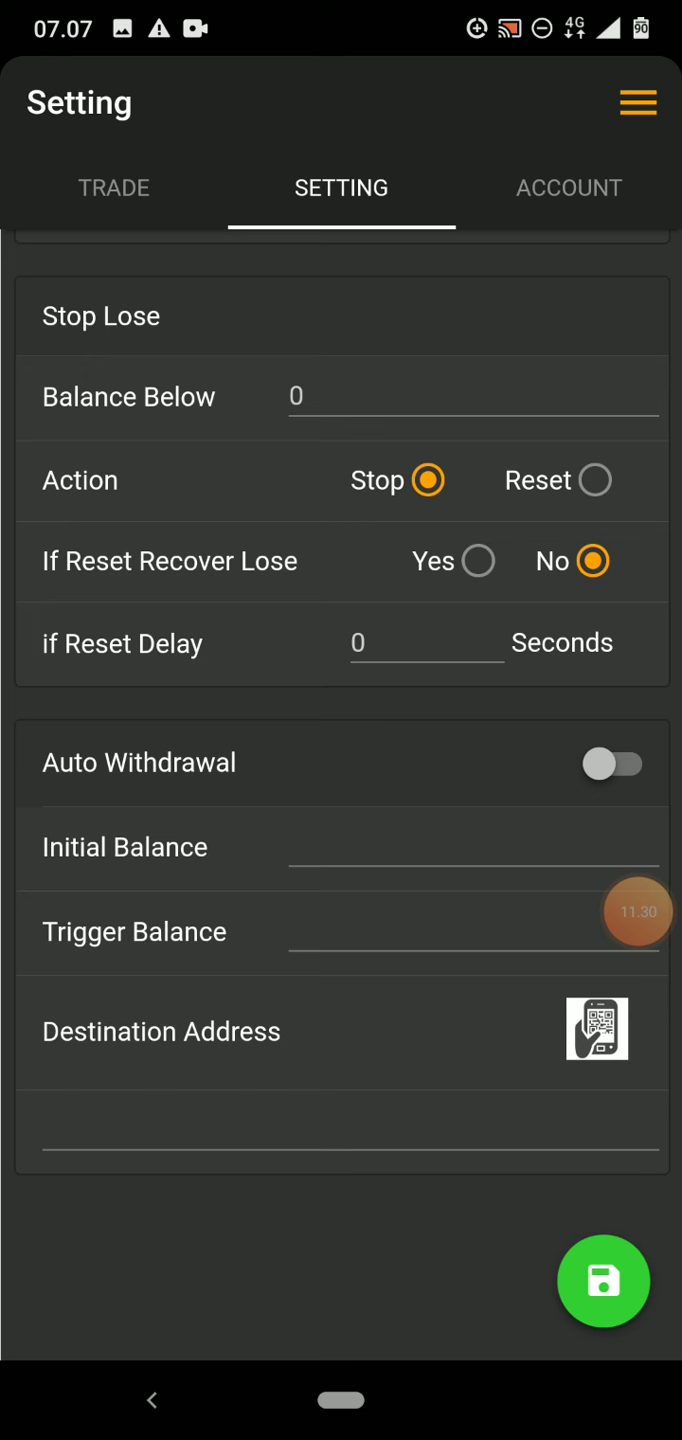 07.07 4G 90
Setting
TRADE SETTING ACCOUNT
Stop Lose
Balance Below 0
Action Stop Reset
If Reset Recover Lose Yes No
if Reset Delay 0 Seconds
Auto Withdrawal
Initial Balance
11.30
Trigger Balance
Destination Address